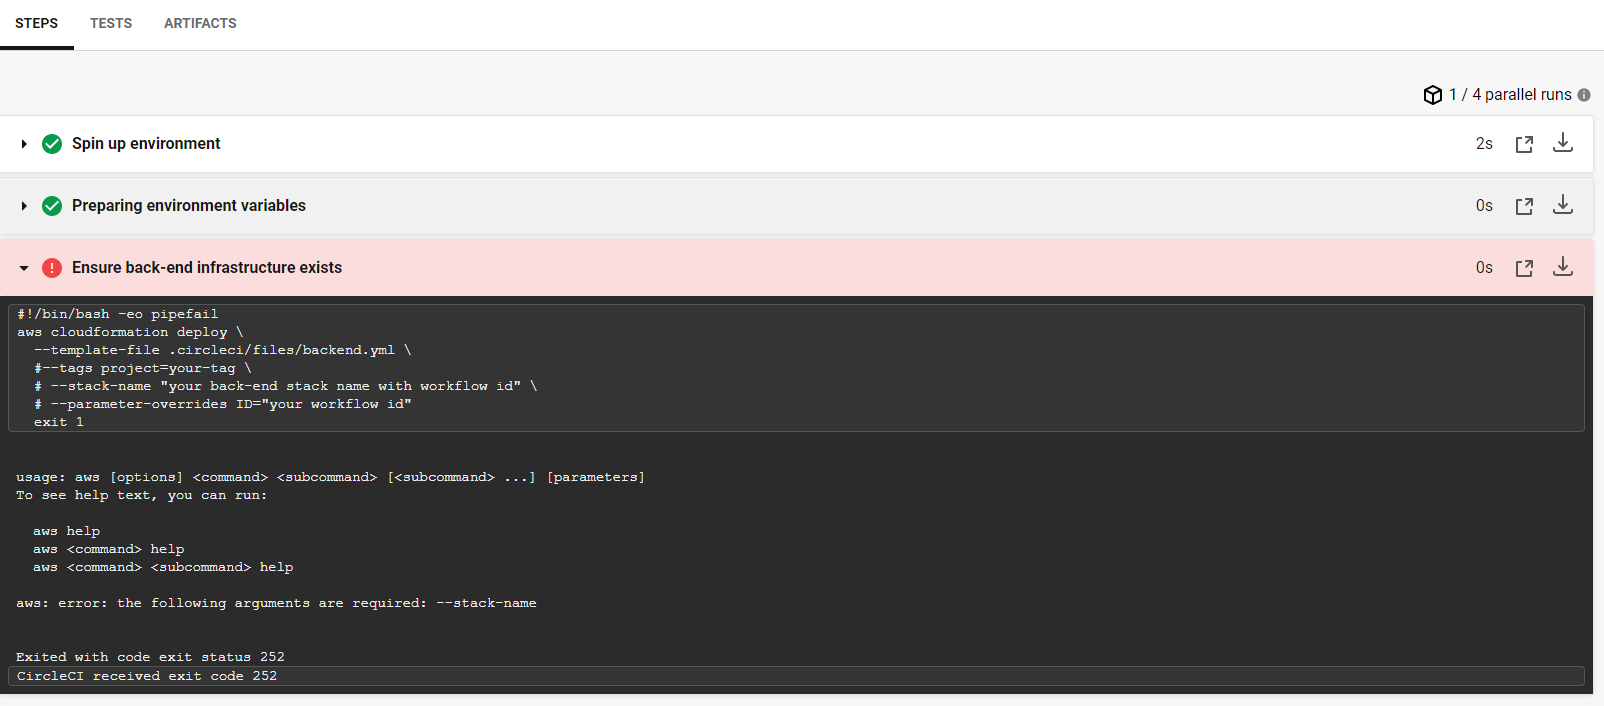 STEPS TESTS ARTIFACTS
1 / 4 parallel runs
Spin up environment 2s
Preparing environment variables 0s
Ensure back-end infrastructure exists 0s
#!/bin/bash -eo pipefail
aws cloudformation deploy \
  --template-file .circleci/files/backend.yml \
  #--tags project=your-tag \
  # --stack-name "your back-end stack name with workflow id" \
  # --parameter-overrides ID="your workflow id"
  exit 1
usage: aws [options] <command> <subcommand> [<subcommand> ...] [parameters]
To see help text, you can run:
  aws help
  aws <command> help
  aws <command> <subcommand> help
aws: error: the following arguments are required: --stack-name
Exited with code exit status 252
CircleCI received exit code 252